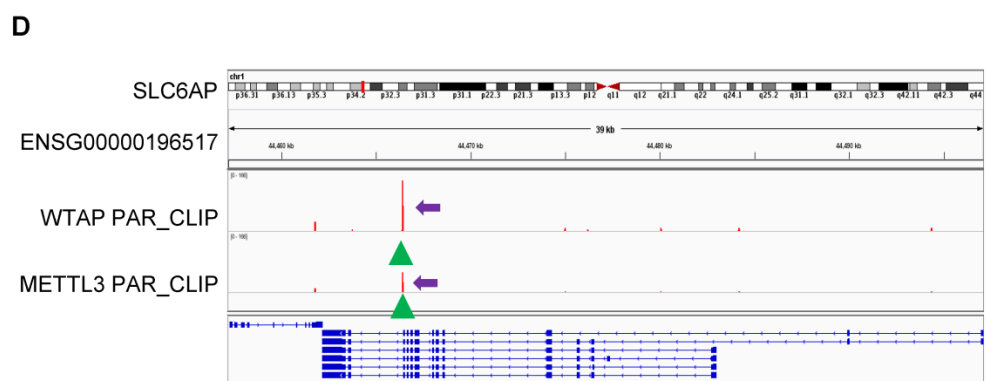 D
SLC6AP
chr1
p36.31 p36.13 p35.3 p34.2 p32.3 p31.3 p31.1 p22.3 p21.3 p13.3 p12 q11 q12 q21.1 q22 q24.1 q25.2 q31.1 q32.1 q32.3 q42.11 q42.3 q44
ENSG00000196517
39 kb
44,460 kb 44,470 kb 44,480 kb 44,490 kb
[0 - 166]
WTAP PAR_CLIP
[0 - 166]
METTL3 PAR_CLIP